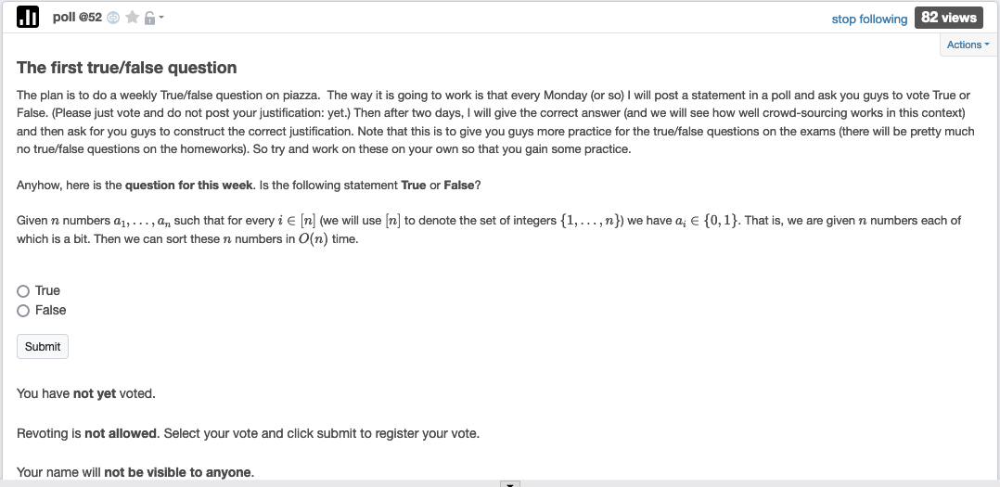 poll @52
stop following 82 views
Actions
The first true/false question
The plan is to do a weekly True/false question on piazza. The way it is going to work is that every Monday (or so) I will post a statement in a poll and ask you guys to vote True or
False. (Please just vote and do not post your justification: yet.) Then after two days, I will give the correct answer (and we will see how well crowd-sourcing works in this context)
and then ask for you guys to construct the correct justification. Note that this is to give you guys more practice for the true/false questions on the exams (there will be pretty much
no true/false questions on the homeworks). So try and work on these on your own so that you gain some practice.
Anyhow, here is the question for this week. Is the following statement True or False?
Given n numbers a₁, . . . , aₙ such that for every i ∈ [n] (we will use [n] to denote the set of integers {1, . . . , n}) we have aᵢ ∈ {0, 1}. That is, we are given n numbers each of
which is a bit. Then we can sort these n numbers in O(n) time.
True
False
Submit
You have not yet voted.
Revoting is not allowed. Select your vote and click submit to register your vote.
Your name will not be visible to anyone.